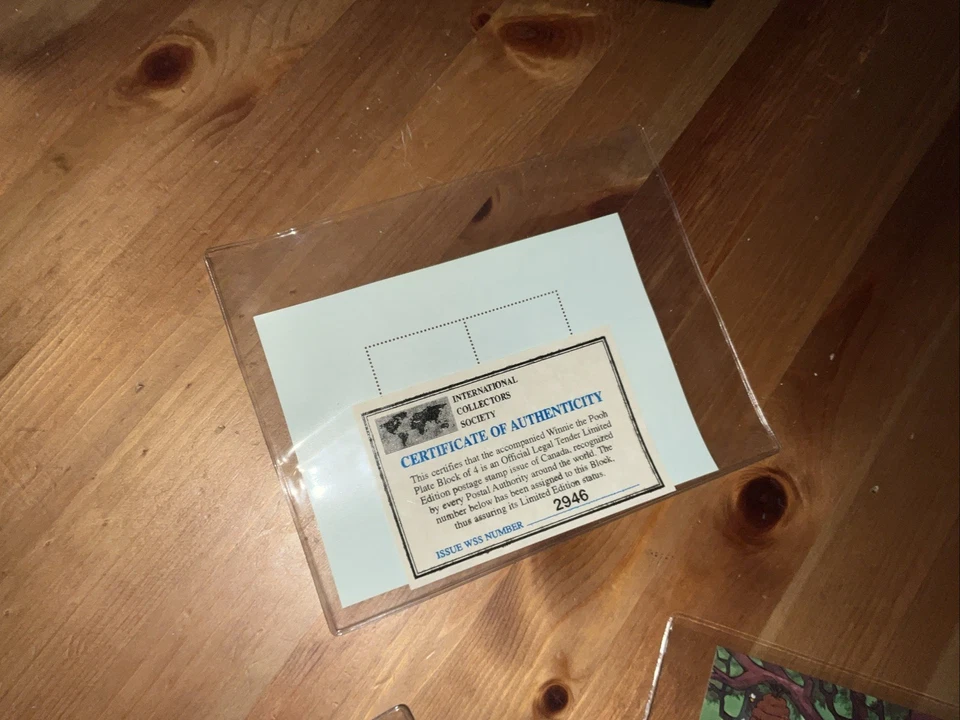 INTERNATIONAL
COLLECTORS
SOCIETY
CERTIFICATE OF AUTHENTICITY
This certifies that the accompanied Winnie the Pooh
Plate Block of 4 is an Official Legal Tender Limited
Edition postage stamp issue of Canada, recognized
by every Postal Authority around the world. The
number below has been assigned to this Block,
thus assuring its Limited Edition status.
ISSUE WSS NUMBER 2946